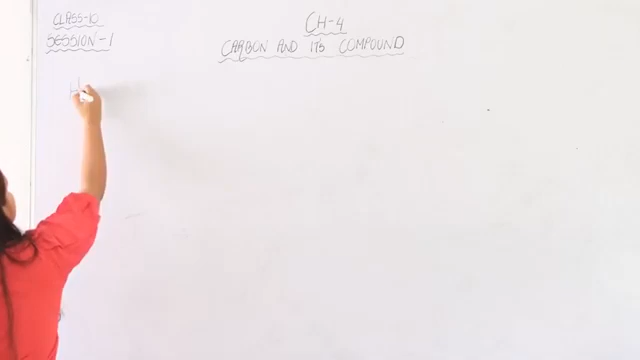 CLASS-10
SESSION-1
CH-4
CARBON AND ITS COMPOUND